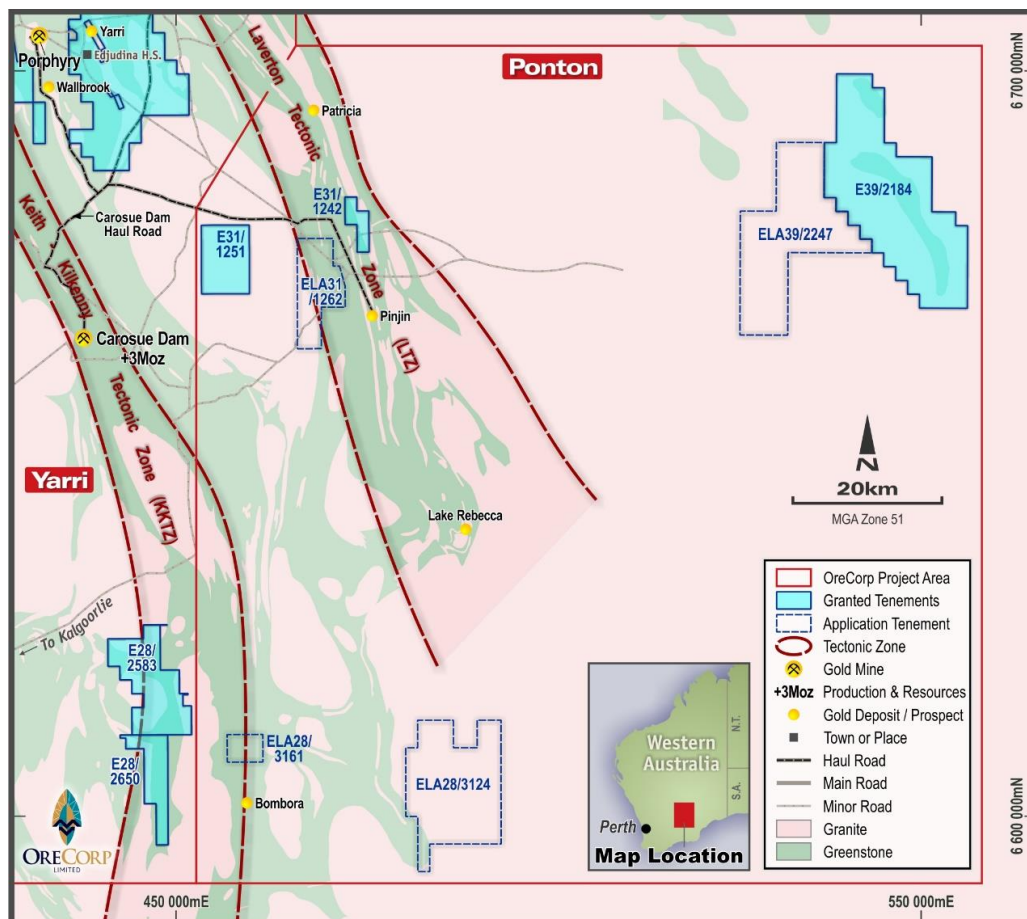 Yarri
Edjudina H.S.
Porphyry
Wallbrook
Laverton
Tectonic
Zone
(LTZ)
Ponton
6 700 000mN
Patricia
E39/2184
ELA39/2247
E31/
1242
Carosue Dam
Haul Road
E31/
1251
ELA31
/1262
Pinjin
Keith
Kilkenny
Tectonic
Zone
(KKTZ)
Carosue Dam
+3Moz
Yarri
Lake Rebecca
N
20km
MGA Zone 51
To Kalgoorlie
E28/
2583
E28/
2650
ELA28/
3161
ELA28/3124
Bombora
ORECORP
LIMITED
Western
Australia
N.T.
S.A.
Perth
Map Location
OreCorp Project Area
Granted Tenements
Application Tenement
Tectonic Zone
Gold Mine
+3Moz Production & Resources
Gold Deposit / Prospect
Town or Place
Haul Road
Main Road
Minor Road
Granite
Greenstone
6 600 000mN
450 000mE
550 000mE